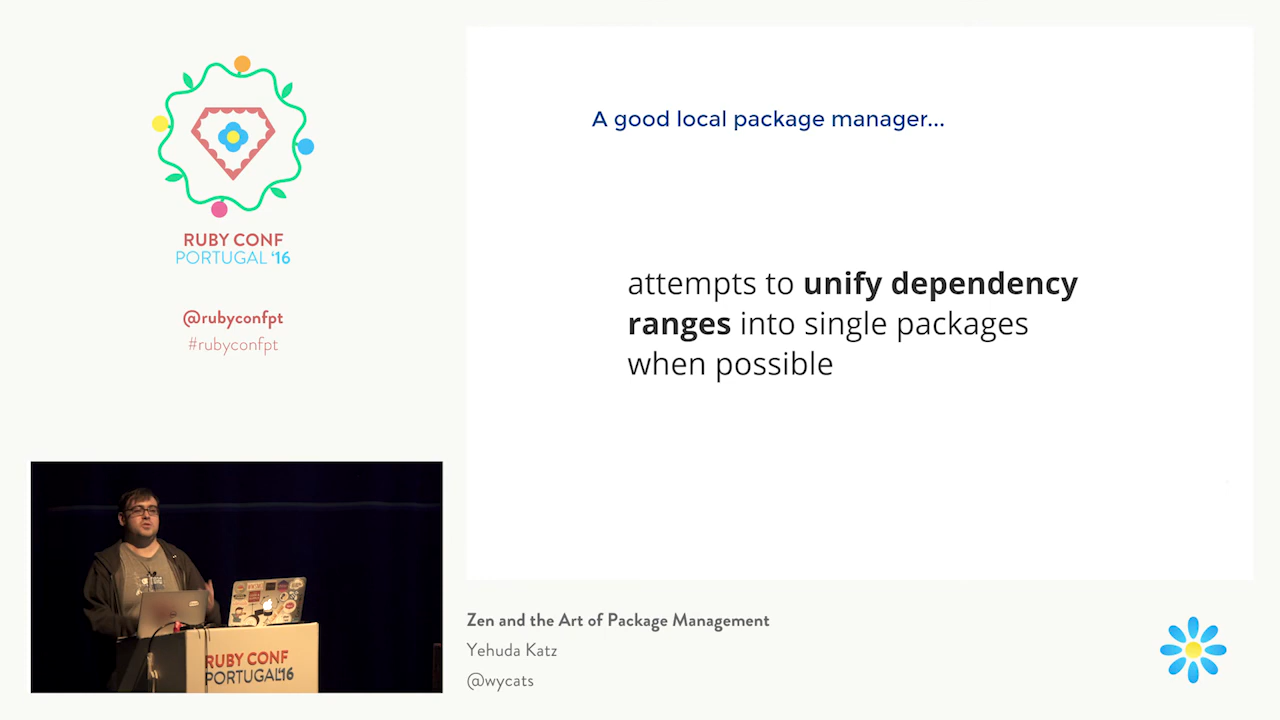 RUBY CONF
PORTUGAL '16
@rubyconfpt
#rubyconfpt
A good local package manager...
attempts to unify dependency
ranges into single packages
when possible
RUBY CONF
PORTUGAL'16
Zen and the Art of Package Management
Yehuda Katz
@wycats